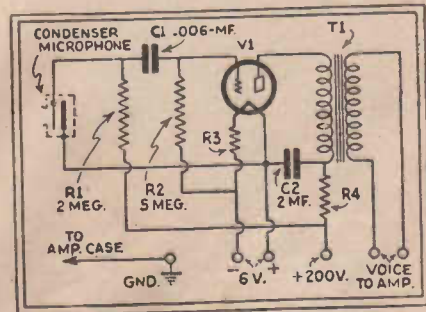 CONDENSER
MICROPHONE
C1 .006-MF.
V1
T1
R3
R1
2 MEG.
R2
5 MEG.
C2
2 MF.
R4
TO
AMP. CASE
GND.
- 6V. +
+200V.
VOICE
TO AMP.